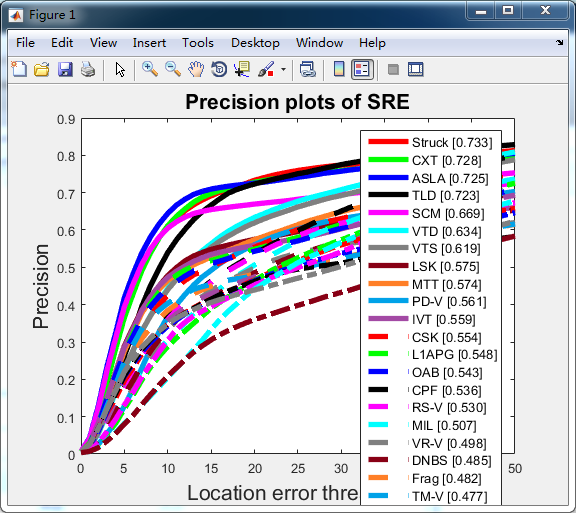 Figure 1
File Edit View Insert Tools Desktop Window Help
Precision plots of SRE
Precision
0.9
0.8
0.7
0.6
0.5
0.4
0.3
0.2
0.1
0
0 5 10 15 20 25 30 50
Location error thre
Struck [0.733]
CXT [0.728]
ASLA [0.725]
TLD [0.723]
SCM [0.669]
VTD [0.634]
VTS [0.619]
LSK [0.575]
MTT [0.574]
PD-V [0.561]
IVT [0.559]
CSK [0.554]
L1APG [0.548]
OAB [0.543]
CPF [0.536]
RS-V [0.530]
MIL [0.507]
VR-V [0.498]
DNBS [0.485]
Frag [0.482]
TM-V [0.477]